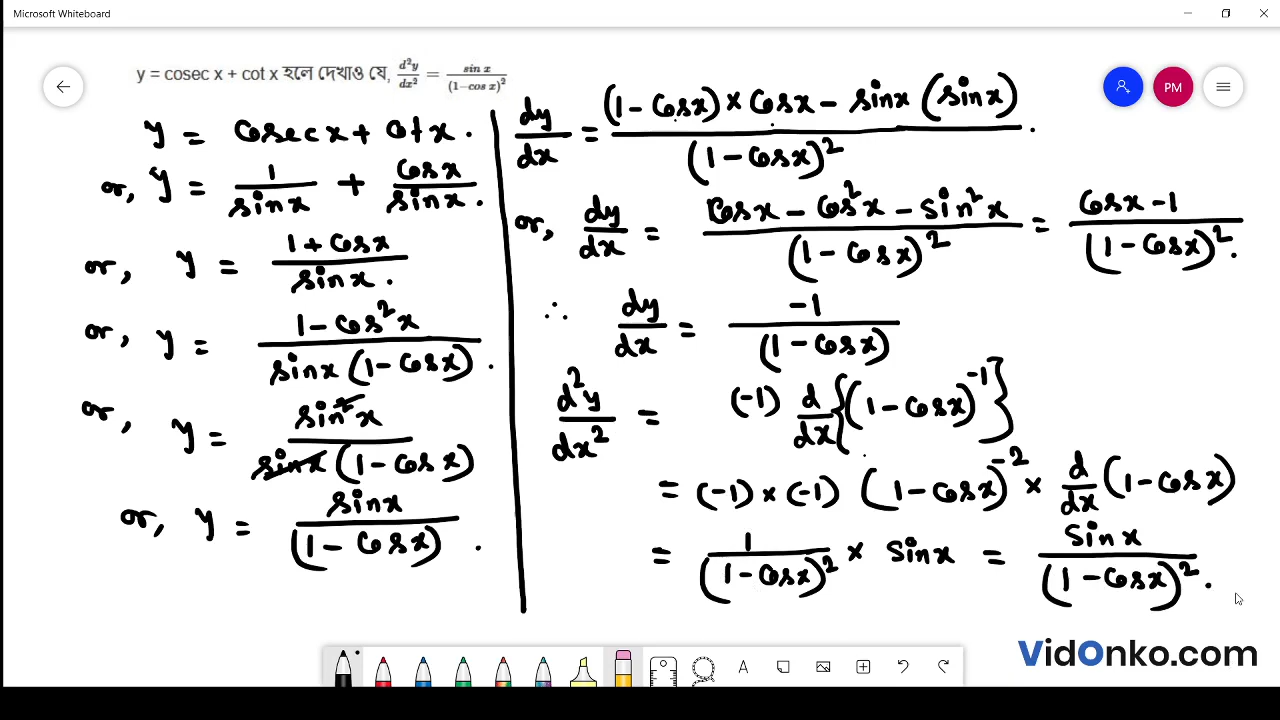 Microsoft Whiteboard
y = cosec x + cot x হলে দেখাও যে, d²y/dx² = sin x/(1−cos x)²
PM
y = cosec x + cot x.
or, y = 1/sin x + cos x/sin x.
or, y = 1 + cos x/sin x.
or, y = 1 − cos²x/sin x (1 − cos x).
or, y = sin²x/sin x (1 − cos x)
or, y = sin x/(1 − cos x).
dy/dx = (1 − cos x) × cos x − sin x (sin x)/(1 − cos x)².
or, dy/dx = cos x − cos²x − sin²x/(1 − cos x)² = cos x − 1/(1 − cos x)².
∴ dy/dx = −1/(1 − cos x)
d²y/dx² = (−1) d/dx {(1 − cos x)⁻¹}
= (−1) × (−1) (1 − cos x)⁻² × d/dx (1 − cos x)
= 1/(1 − cos x)² × sin x = sin x/(1 − cos x)².
A
VidOnko.com